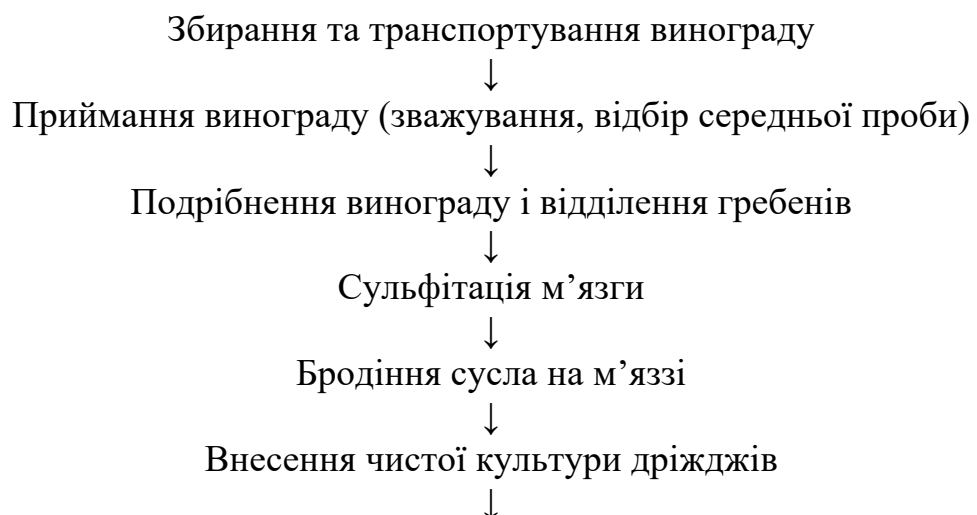 Збирання та транспортування винограду
↓
Приймання винограду (зважування, відбір середньої проби)
↓
Подрібнення винограду і відділення гребенів
↓
Сульфітація м’язги
↓
Бродіння сусла на м’яззі
↓
Внесення чистої культури дріжджів
↓